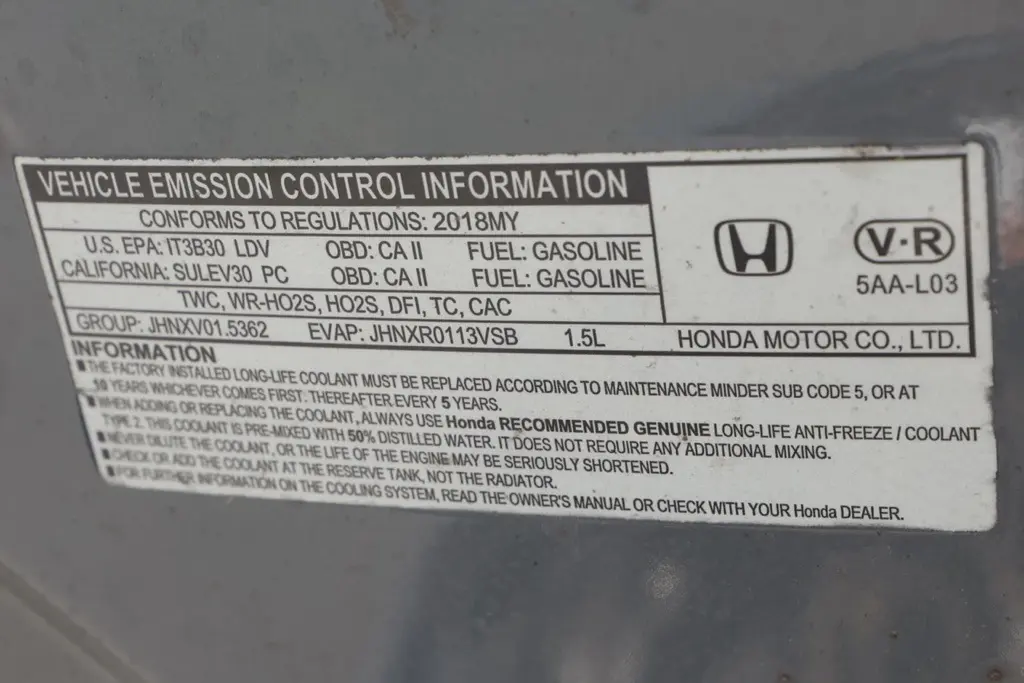 VEHICLE EMISSION CONTROL INFORMATION
CONFORMS TO REGULATIONS: 2018MY
U.S. EPA: IT3B30 LDV OBD: CA II FUEL: GASOLINE
CALIFORNIA: SULEV30 PC OBD: CA II FUEL: GASOLINE
TWC, WR-HO2S, HO2S, DFI, TC, CAC
GROUP: JHNXV01.5362 EVAP: JHNXR0113VSB 1.5L
V·R
5AA-L03
HONDA MOTOR CO., LTD.
INFORMATION
■ THE FACTORY INSTALLED LONG-LIFE COOLANT MUST BE REPLACED ACCORDING TO MAINTENANCE MINDER SUB CODE 5, OR AT
10 YEARS WHICHEVER COMES FIRST. THEREAFTER EVERY 5 YEARS.
■ WHEN ADDING OR REPLACING THE COOLANT, ALWAYS USE Honda RECOMMENDED GENUINE LONG-LIFE ANTI-FREEZE / COOLANT
TYPE 2. THIS COOLANT IS PRE-MIXED WITH 50% DISTILLED WATER. IT DOES NOT REQUIRE ANY ADDITIONAL MIXING.
■ NEVER DILUTE THE COOLANT, OR THE LIFE OF THE ENGINE MAY BE SERIOUSLY SHORTENED.
■ CHECK OR ADD THE COOLANT AT THE RESERVE TANK, NOT THE RADIATOR.
■ FOR FURTHER INFORMATION ON THE COOLING SYSTEM, READ THE OWNER'S MANUAL OR CHECK WITH YOUR Honda DEALER.